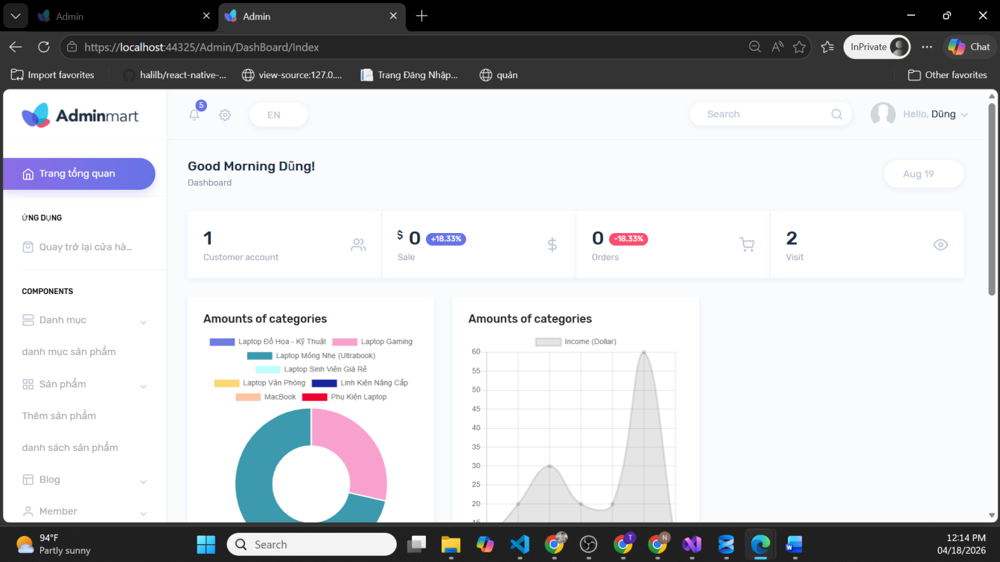 Admin
Admin
https://localhost:44325/Admin/DashBoard/Index
InPrivate
Chat
Import favorites
halilb/react-native-...
view-source:127.0....
Trang Đăng Nhập...
quản
Other favorites
Adminmart
5
EN
Search
Hello, Dũng
Trang tổng quan
Good Morning Dũng!
Dashboard
Aug 19
ỨNG DỤNG
Quay trở lại cửa hà...
1
Customer account
$ 0 +18.33%
Sale
0 -18.33%
Orders
2
Visit
COMPONENTS
Danh mục
danh mục sản phẩm
Sản phẩm
Thêm sản phẩm
danh sách sản phẩm
Blog
Member
Amounts of categories
Laptop Đồ Họa - Kỹ Thuật
Laptop Gaming
Laptop Mỏng Nhẹ (Ultrabook)
Laptop Sinh Viên Giá Rẻ
Laptop Văn Phòng
Linh Kiện Nâng Cấp
MacBook
Phụ Kiện Laptop
Amounts of categories
Income (Dollar)
60
55
50
45
40
35
30
25
20
15
94°F
Partly sunny
Search
T
N
12:14 PM
04/18/2026